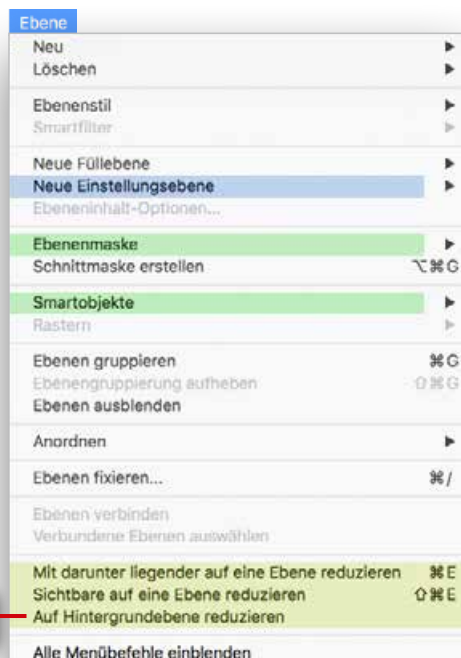 Ebene
Neu
Löschen
Ebenenstil
Smartfilter
Neue Füllebene
Neue Einstellungsebene
Ebeneninhalt-Optionen...
Ebenenmaske
Schnittmaske erstellen ⌥⌘G
Smartobjekte
Rastern
Ebenen gruppieren ⌘G
Ebenengruppierung aufheben ⇧⌘G
Ebenen ausblenden
Anordnen
Ebenen fixieren... ⌘/
Ebenen verbinden
Verbundene Ebenen auswählen
Mit darunter liegender auf eine Ebene reduzieren ⌘E
Sichtbare auf eine Ebene reduzieren ⇧⌘E
Auf Hintergrundebene reduzieren
Alle Menübefehle einblenden